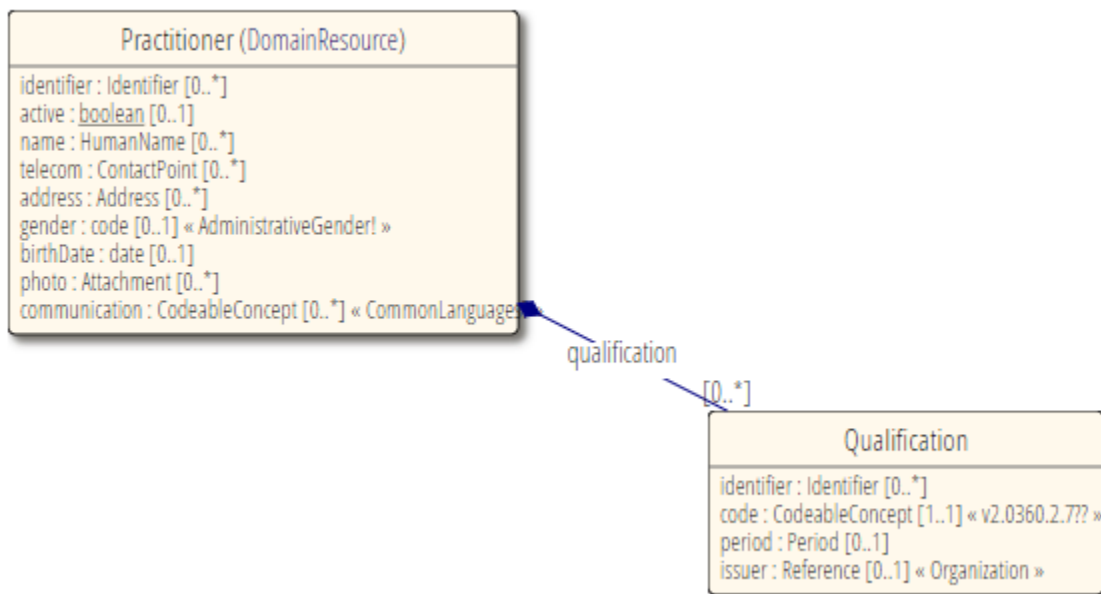 Practitioner (DomainResource)
identifier : Identifier [0..*]
active : boolean [0..1]
name : HumanName [0..*]
telecom : ContactPoint [0..*]
address : Address [0..*]
gender : code [0..1] « AdministrativeGender! »
birthDate : date [0..1]
photo : Attachment [0..*]
communication : CodeableConcept [0..*] « CommonLanguages »
qualification
[0..*]
Qualification
identifier : Identifier [0..*]
code : CodeableConcept [1..1] « v2.0360.2.7?? »
period : Period [0..1]
issuer : Reference [0..1] « Organization »